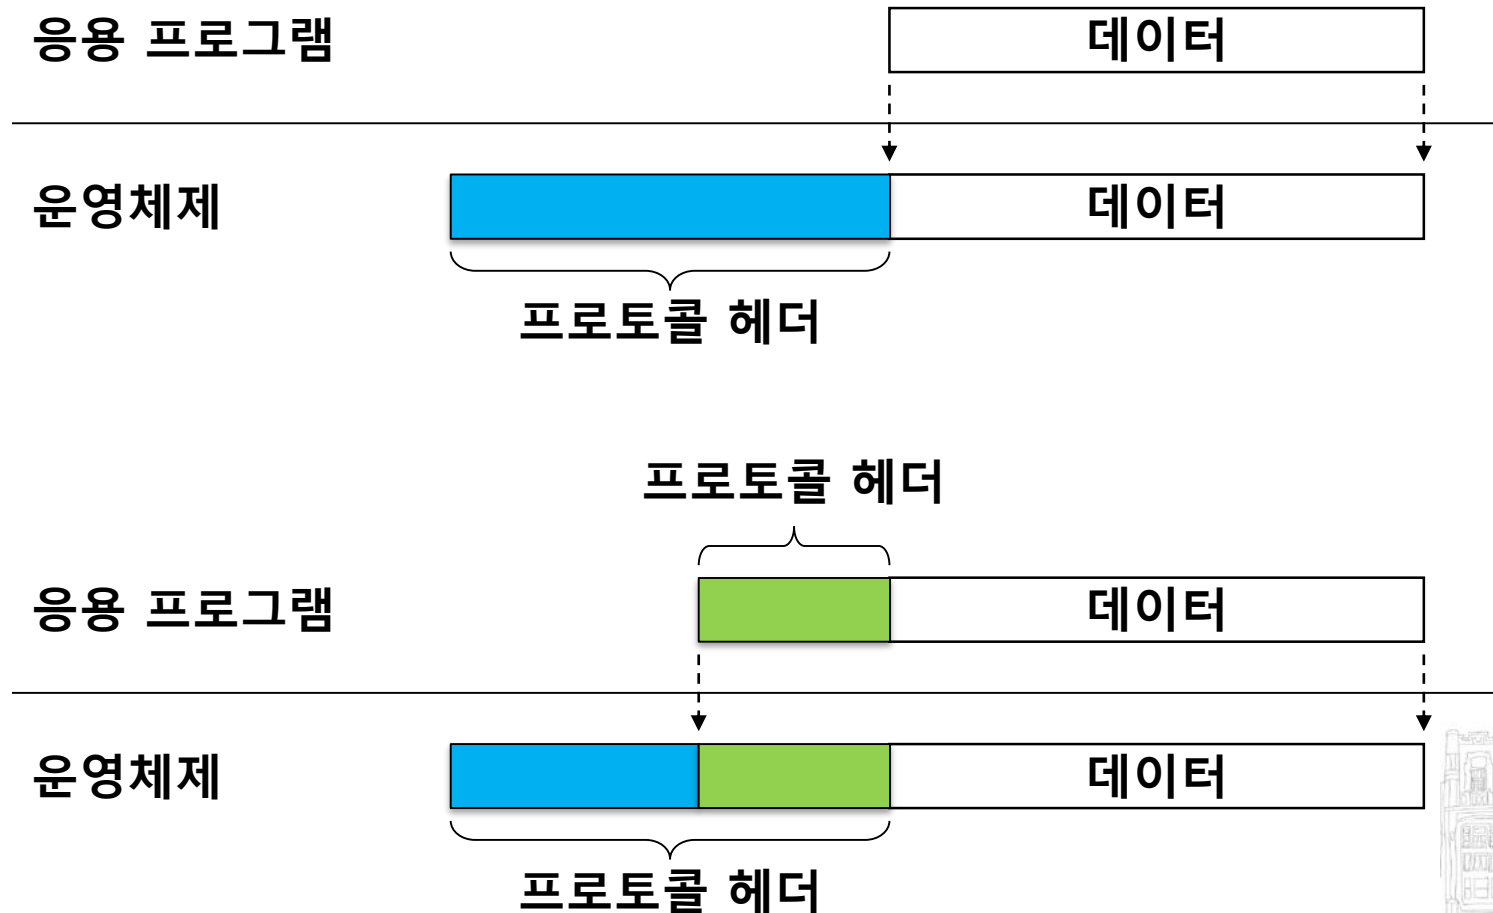 응용 프로그램
데이터
운영체제
데이터
프로토콜 헤더
프로토콜 헤더
응용 프로그램
데이터
운영체제
데이터
프로토콜 헤더